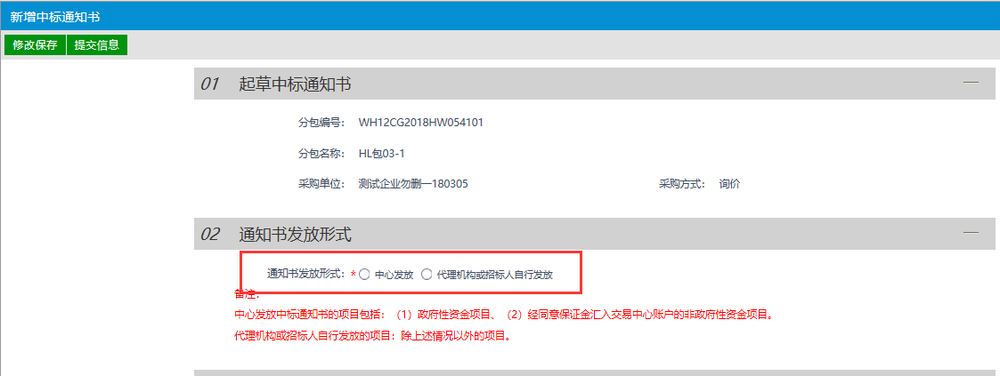 新增中标通知书
修改保存 提交信息
01 起草中标通知书
分包编号： WH12CG2018HW054101
分包名称： HL包03-1
采购单位： 测试企业勿删一180305 采购方式： 询价
02 通知书发放形式
通知书发放形式：* 中心发放 代理机构或招标人自行发放
备注：
中心发放中标通知书的项目包括：（1）政府性资金项目、（2）经同意保证金汇入交易中心账户的非政府性资金项目。
代理机构或招标人自行发放的项目：除上述情况以外的项目。